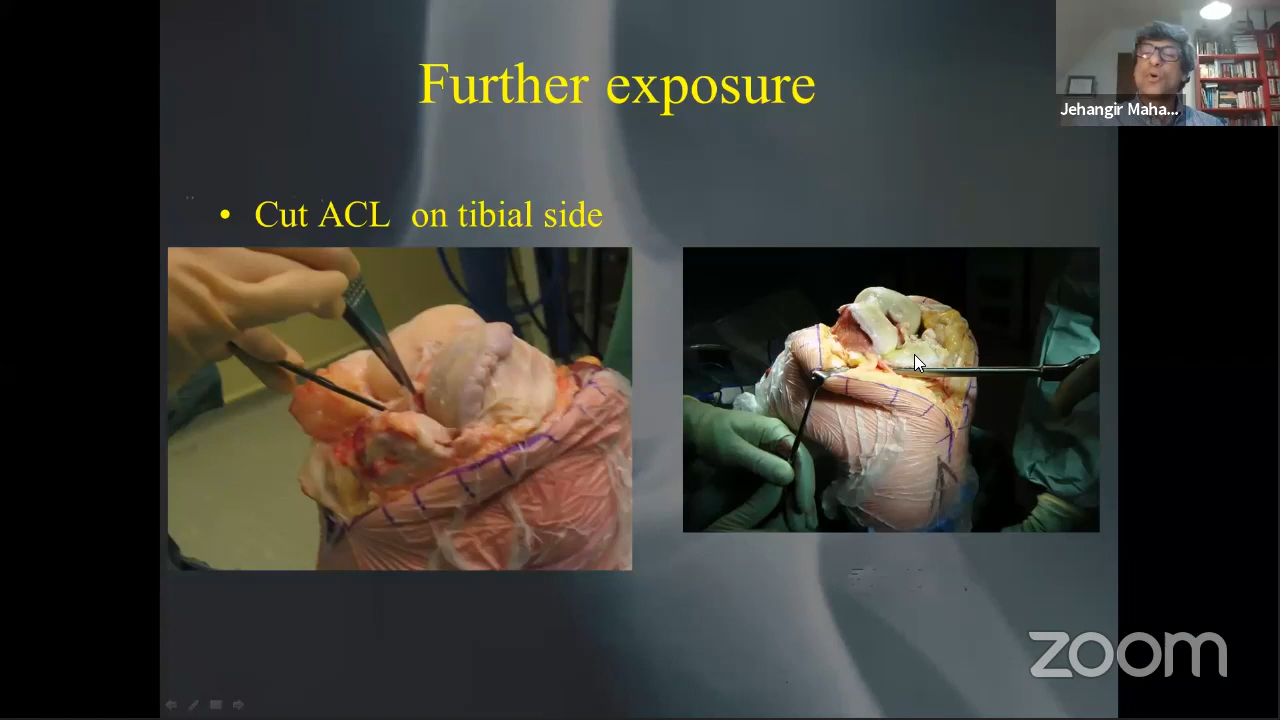 Further exposure
Jehangir Maha...
• Cut ACL on tibial side
zoom